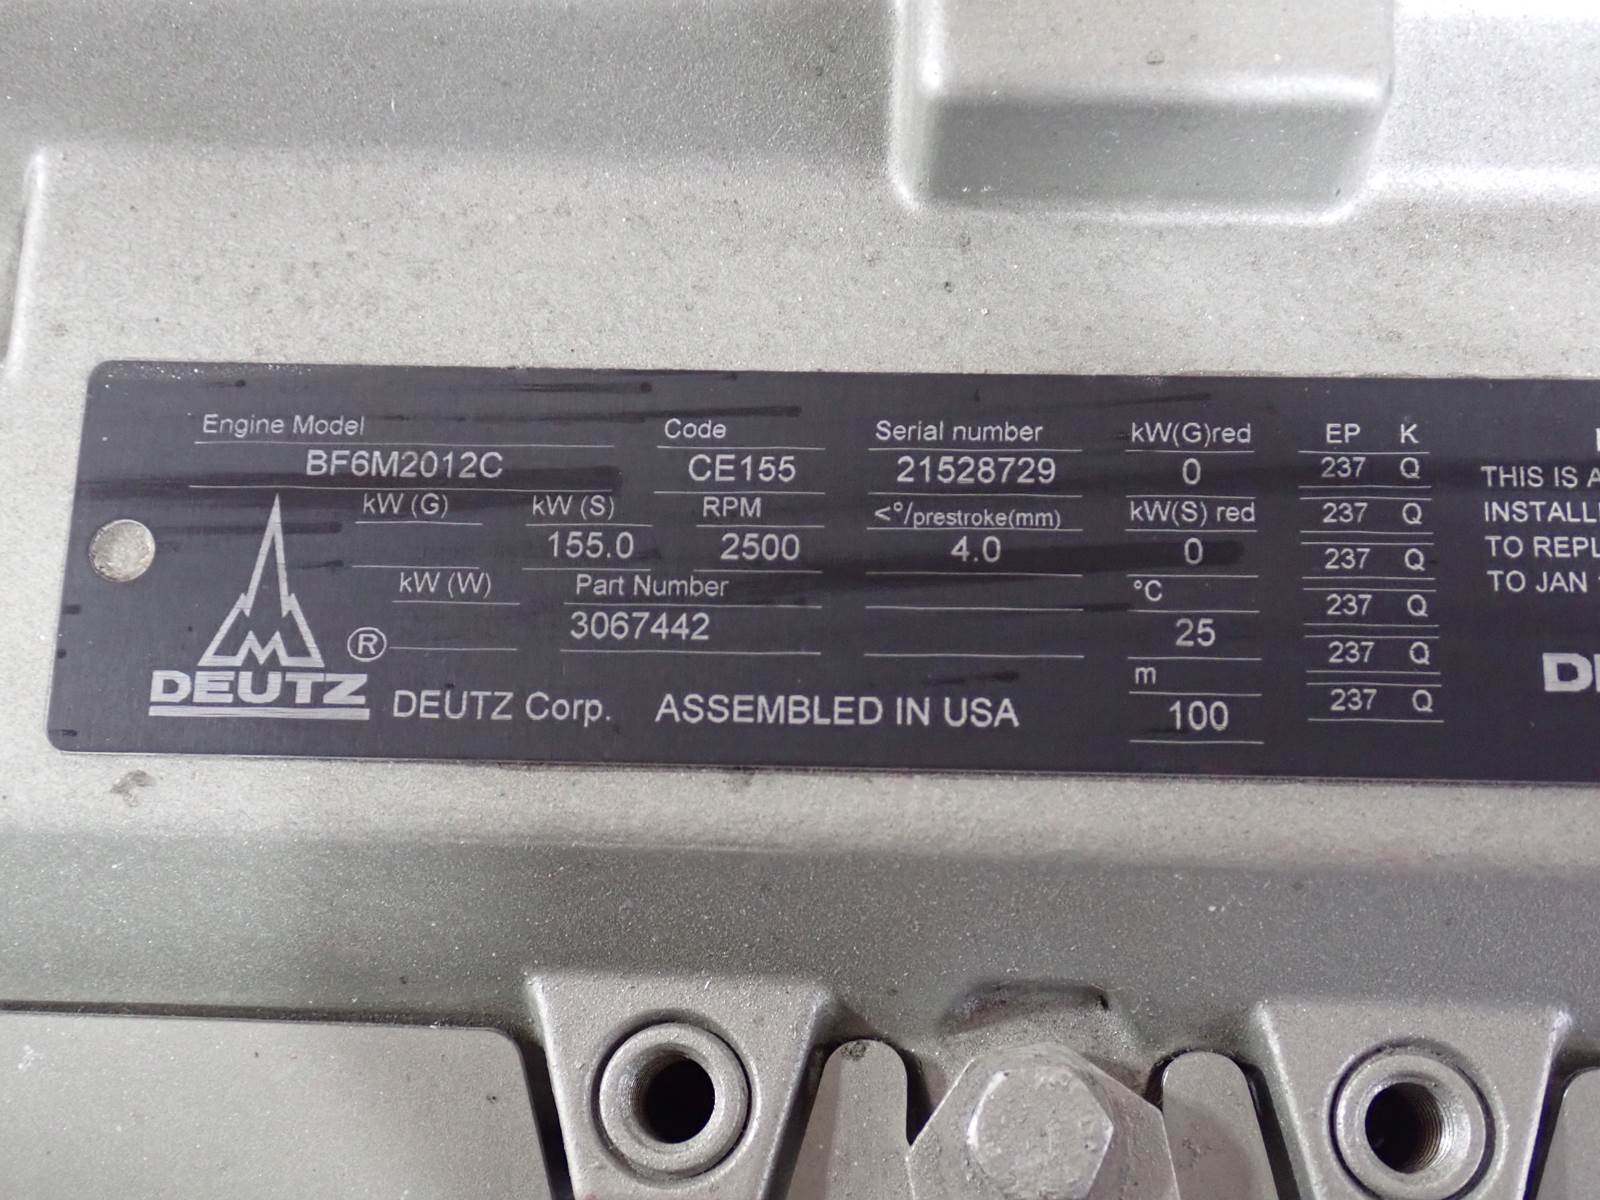 Engine Model Code Serial number kW(G)red EP K
BF6M2012C CE155 21528729 0 237 Q
THIS IS A
kW (G) kW (S) RPM <°/prestroke(mm) kW(S) red 237 Q
INSTALL
155.0 2500 4.0 0 237 Q
TO REPL
kW (W) Part Number °C 237 Q
TO JAN
3067442 25 237 Q
m
237 Q
100
DEUTZ ® DEUTZ Corp. ASSEMBLED IN USA